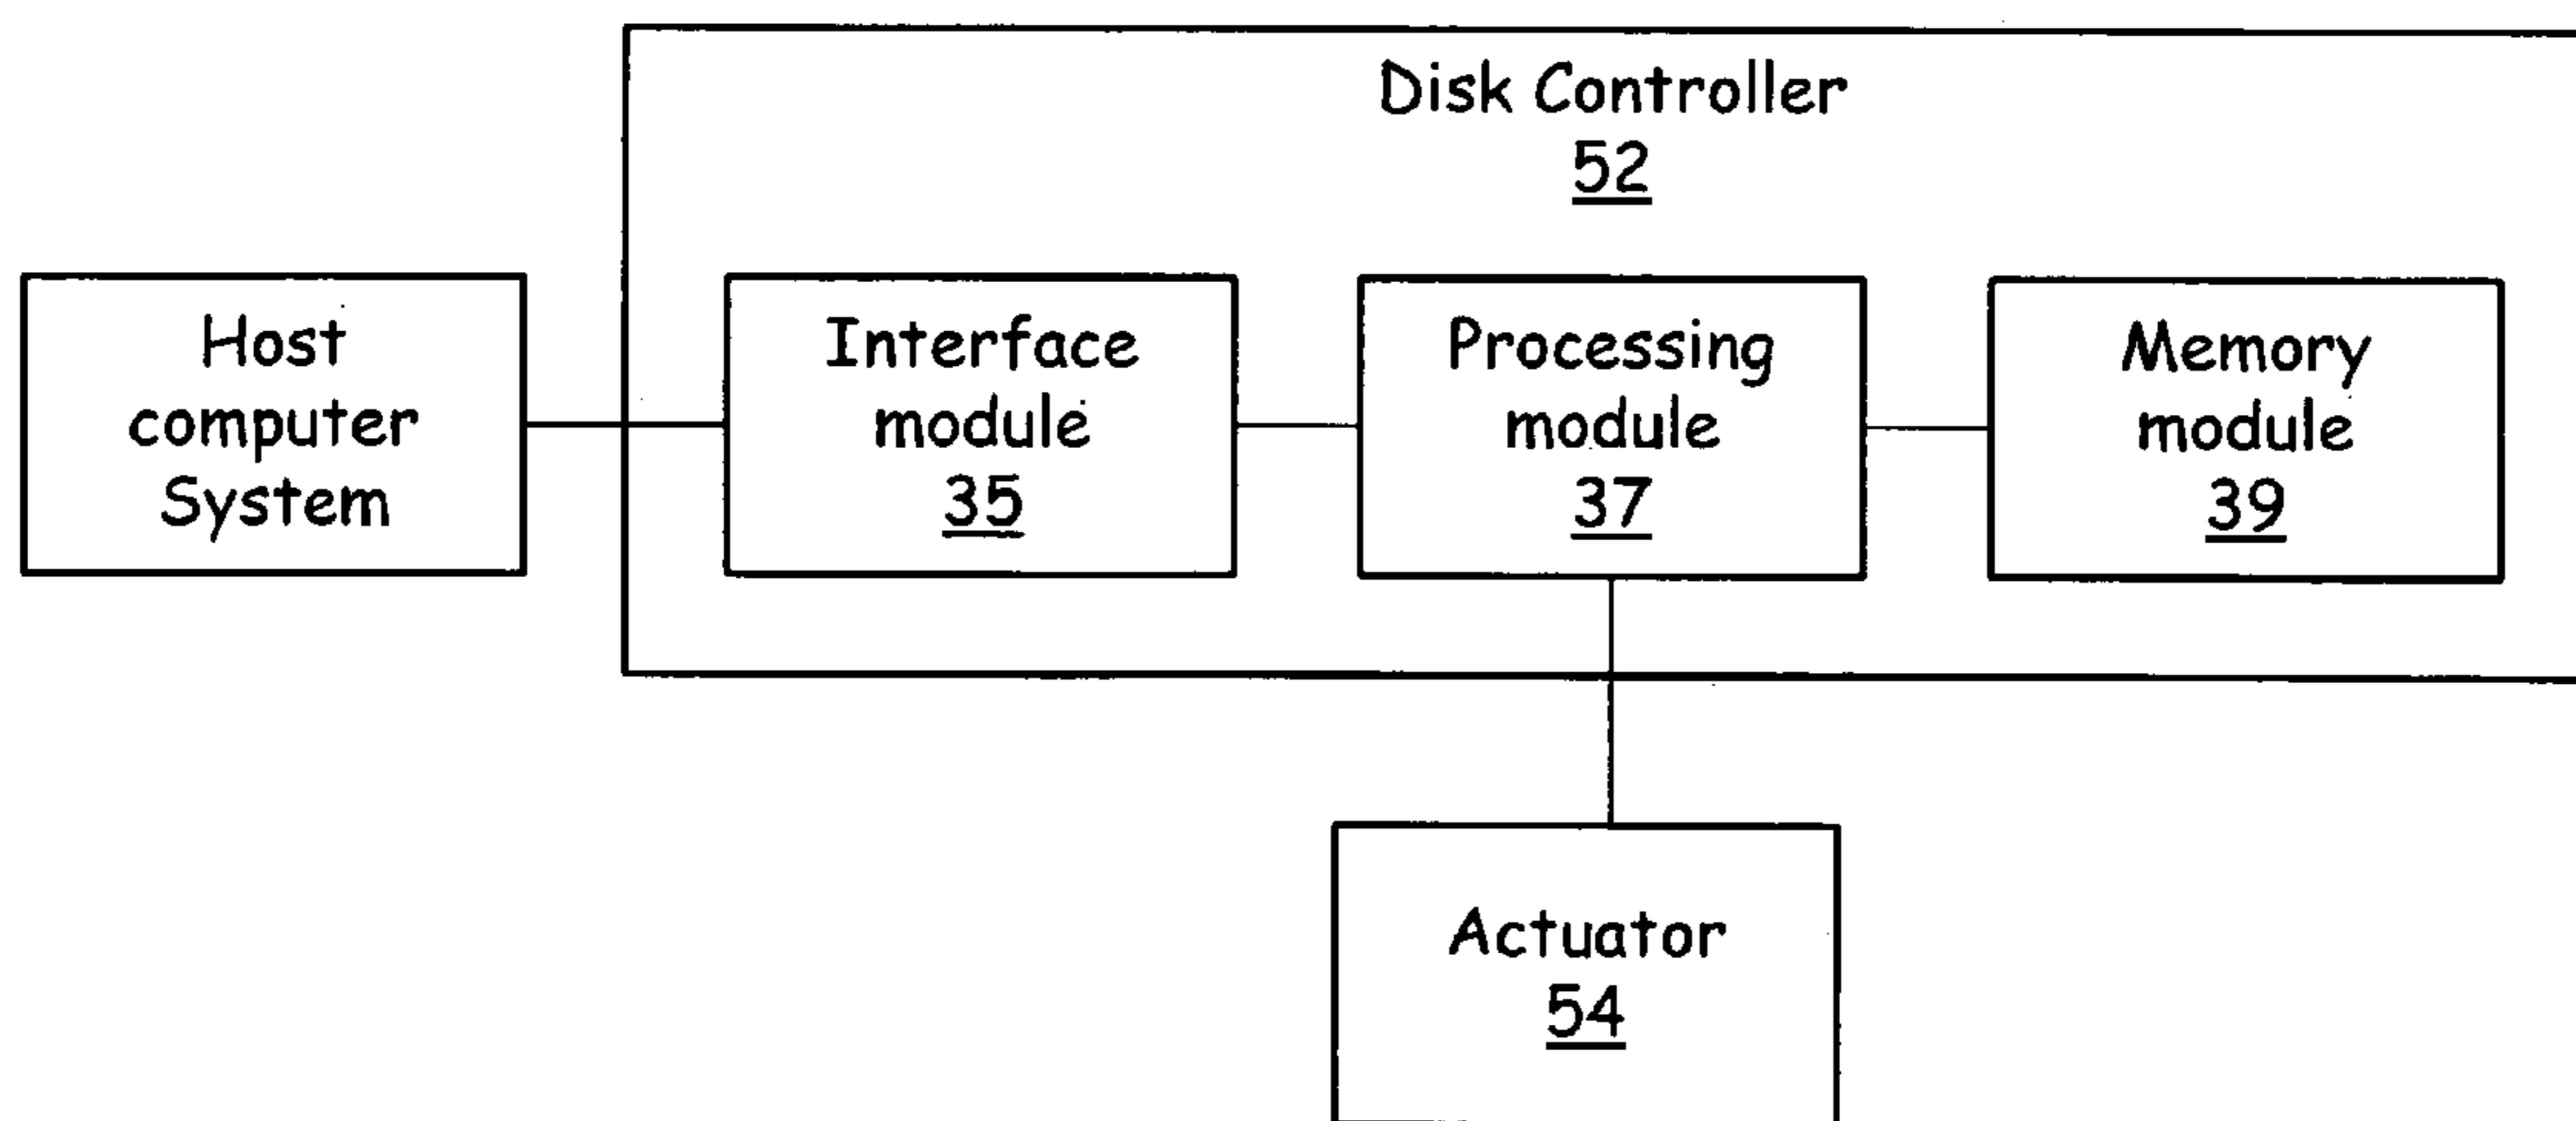 Disk Controller
52
Host
computer
System
Interface
module
35
Processing
module
37
Memory
module
39
Actuator
54